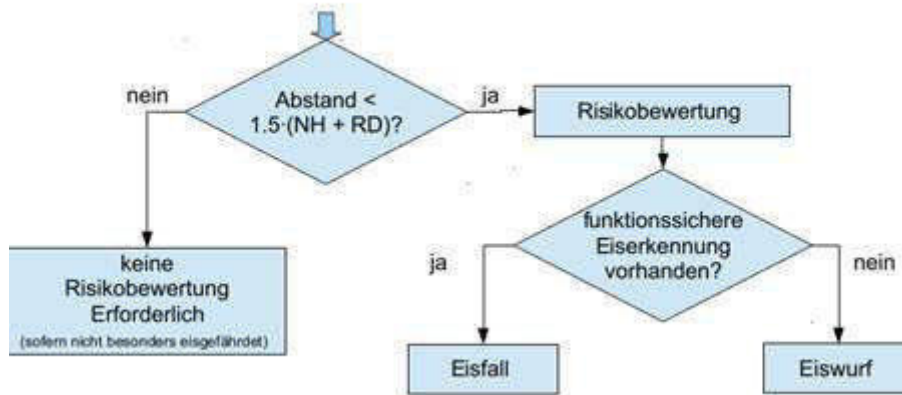 nein
Abstand <
1.5·(NH + RD)?
ja
Risikobewertung
funktionssichere
Eiserkennung
vorhanden?
ja
nein
keine
Risikobewertung
Erforderlich
(sofern nicht besonders eisgefährdet)
Eisfall
Eiswurf